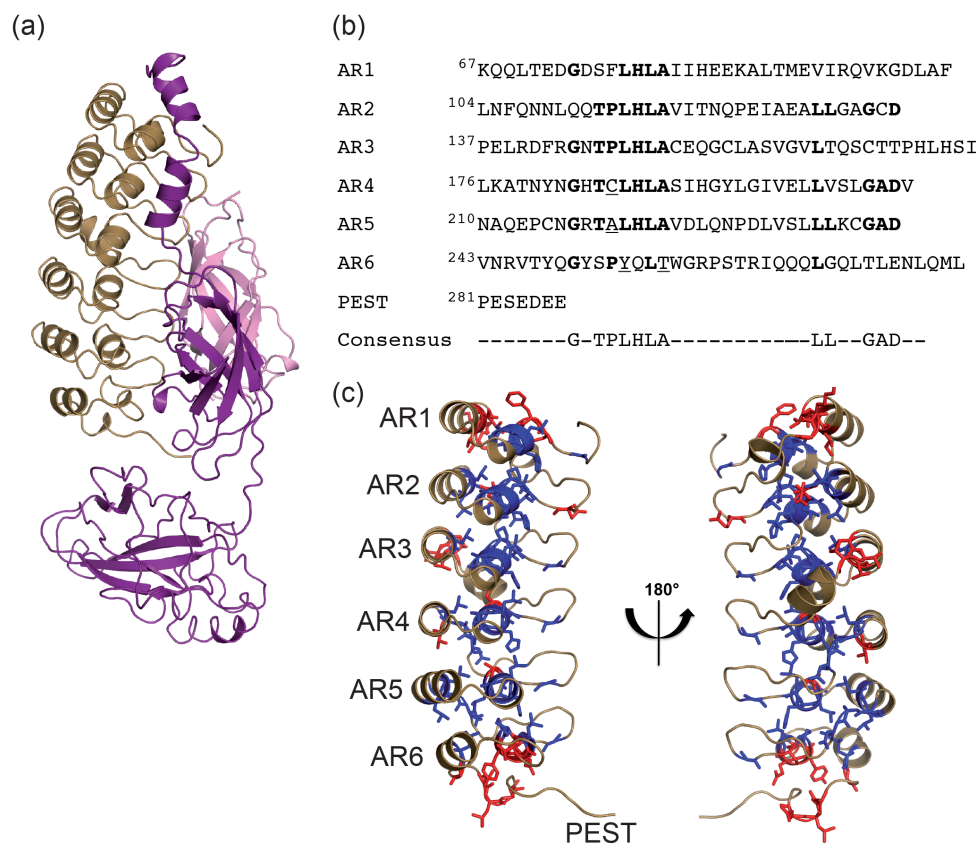 (a)
(b)
AR1 67KQQLTEDGDSFLHLAIIHEEKALTMEVIRQVKGDLAF
AR2 104LNFQNNLQQTPLHLAVITNQPEIAEALLGAGCD
AR3 137PELRDFRGNTPLHLACEQGCLASVGVLTQSCTTPHLHSI
AR4 176LKATNYNGHTCLHLASIHGYLGIVELLVSLGADV
AR5 210NAQEPCNGRTALHLAVDLQNPDLVSLLLKCGAD
AR6 243VNRVTYQGYSPYQLTWGRPSTRIQQQLGQLTLENLQML
PEST 281PESEDEE
Consensus -------G-TPLHLA-----------LL--GAD--
(c)
AR1
AR2
AR3
AR4
AR5
AR6
180°
PEST